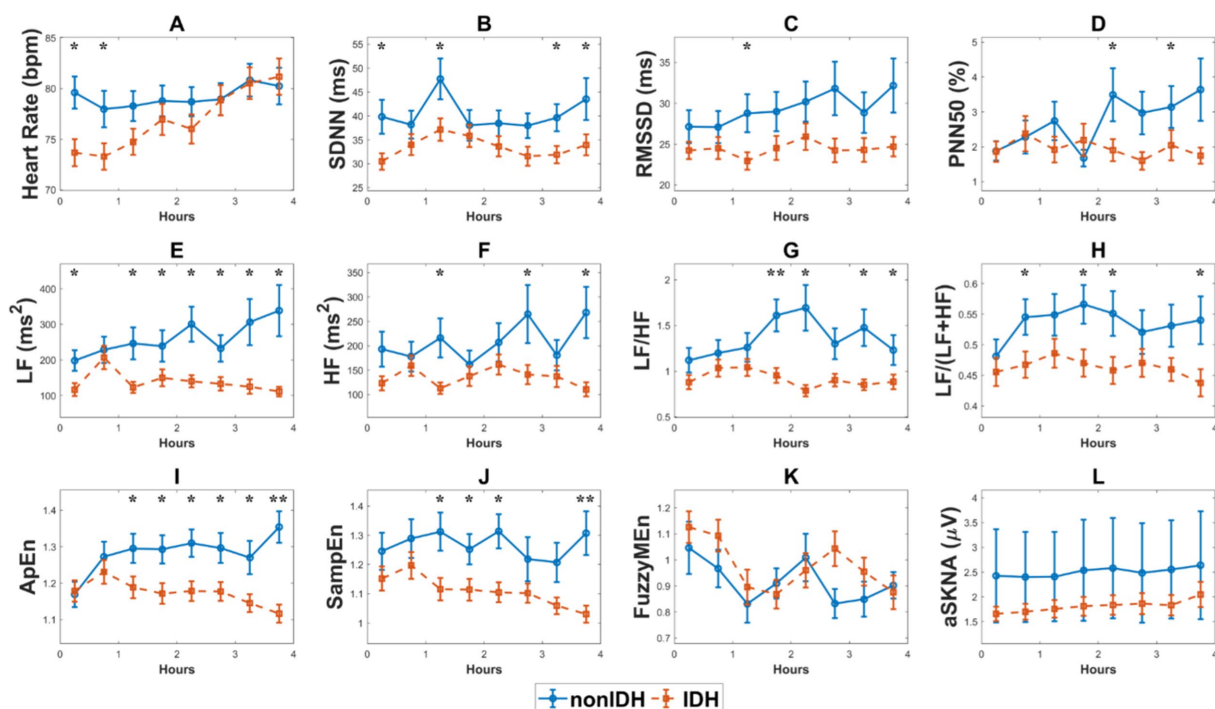 A
B
C
D
* *
* * * *
*
* *
Heart Rate (bpm)
85
80
75
70
0 1 2 3 4
Hours
SDNN (ms)
55
50
45
40
35
30
25
0 1 2 3 4
Hours
RMSSD (ms)
35
30
25
20
0 1 2 3 4
Hours
PNN50 (%)
5
4
3
2
1
0 1 2 3 4
Hours
E
F
G
H
* * * * * * *
* * *
** * * *
* * * *
LF (ms2)
400
300
200
100
0 1 2 3 4
Hours
HF (ms2)
350
300
250
200
150
100
0 1 2 3 4
Hours
LF/HF
2
1.5
1
0.5
0 1 2 3 4
Hours
LF/(LF+HF)
0.6
0.55
0.5
0.45
0.4
0 1 2 3 4
Hours
I
J
K
L
* * * * * **
* * * **
ApEn
1.4
1.3
1.2
1.1
0 1 2 3 4
Hours
SampEn
1.4
1.3
1.2
1.1
1
0 1 2 3 4
Hours
FuzzyMEn
1.2
1.1
1
0.9
0.8
0.7
0 1 2 3 4
Hours
aSKNA (μV)
4
3.5
3
2.5
2
1.5
1
0 1 2 3 4
Hours
nonIDH IDH